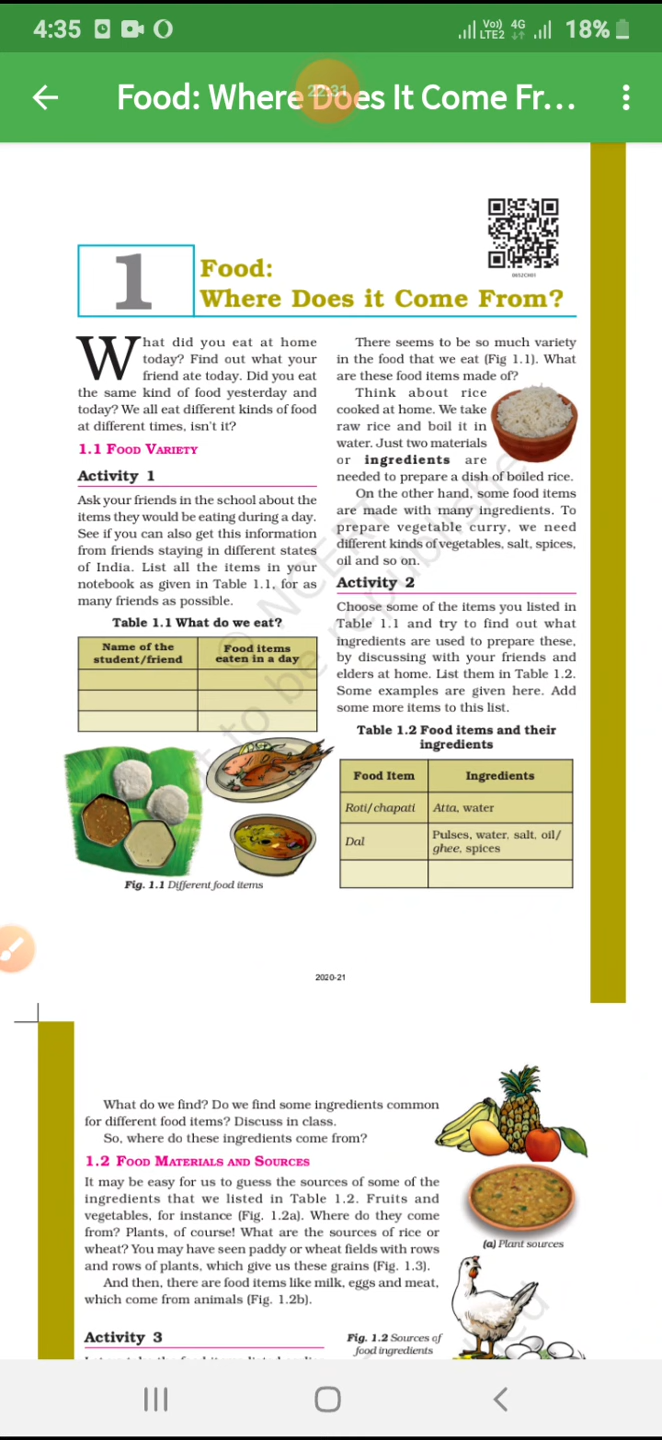 4:35
Vo)) 4G
LTE2
18%
Food: Where Does It Come Fr...
22:31
0652CH01
1
Food:
Where Does it Come From?
What did you eat at home
today? Find out what your
friend ate today. Did you eat
the same kind of food yesterday and
today? We all eat different kinds of food
at different times, isn't it?
1.1 FOOD VARIETY
Activity 1
Ask your friends in the school about the
items they would be eating during a day.
See if you can also get this information
from friends staying in different states
of India. List all the items in your
notebook as given in Table 1.1, for as
many friends as possible.
Table 1.1 What do we eat?
Name of the
student/friend
Food items
eaten in a day
Fig. 1.1 Different food items
There seems to be so much variety
in the food that we eat (Fig 1.1). What
are these food items made of?
Think about rice
cooked at home. We take
raw rice and boil it in
water. Just two materials
or ingredients are
needed to prepare a dish of boiled rice.
On the other hand, some food items
are made with many ingredients. To
prepare vegetable curry, we need
different kinds of vegetables, salt, spices,
oil and so on.
Activity 2
Choose some of the items you listed in
Table 1.1 and try to find out what
ingredients are used to prepare these,
by discussing with your friends and
elders at home. List them in Table 1.2.
Some examples are given here. Add
some more items to this list.
Table 1.2 Food items and their
ingredients
Food Item Ingredients
Roti/chapati Atta, water
Dal Pulses, water, salt, oil/
ghee, spices
© NCERT
not to be republished
2020-21
What do we find? Do we find some ingredients common
for different food items? Discuss in class.
So, where do these ingredients come from?
1.2 FOOD MATERIALS AND SOURCES
It may be easy for us to guess the sources of some of the
ingredients that we listed in Table 1.2. Fruits and
vegetables, for instance (Fig. 1.2a). Where do they come
from? Plants, of course! What are the sources of rice or
wheat? You may have seen paddy or wheat fields with rows
and rows of plants, which give us these grains (Fig. 1.3).
And then, there are food items like milk, eggs and meat,
which come from animals (Fig. 1.2b).
Activity 3
(a) Plant sources
Fig. 1.2 Sources of
food ingredients